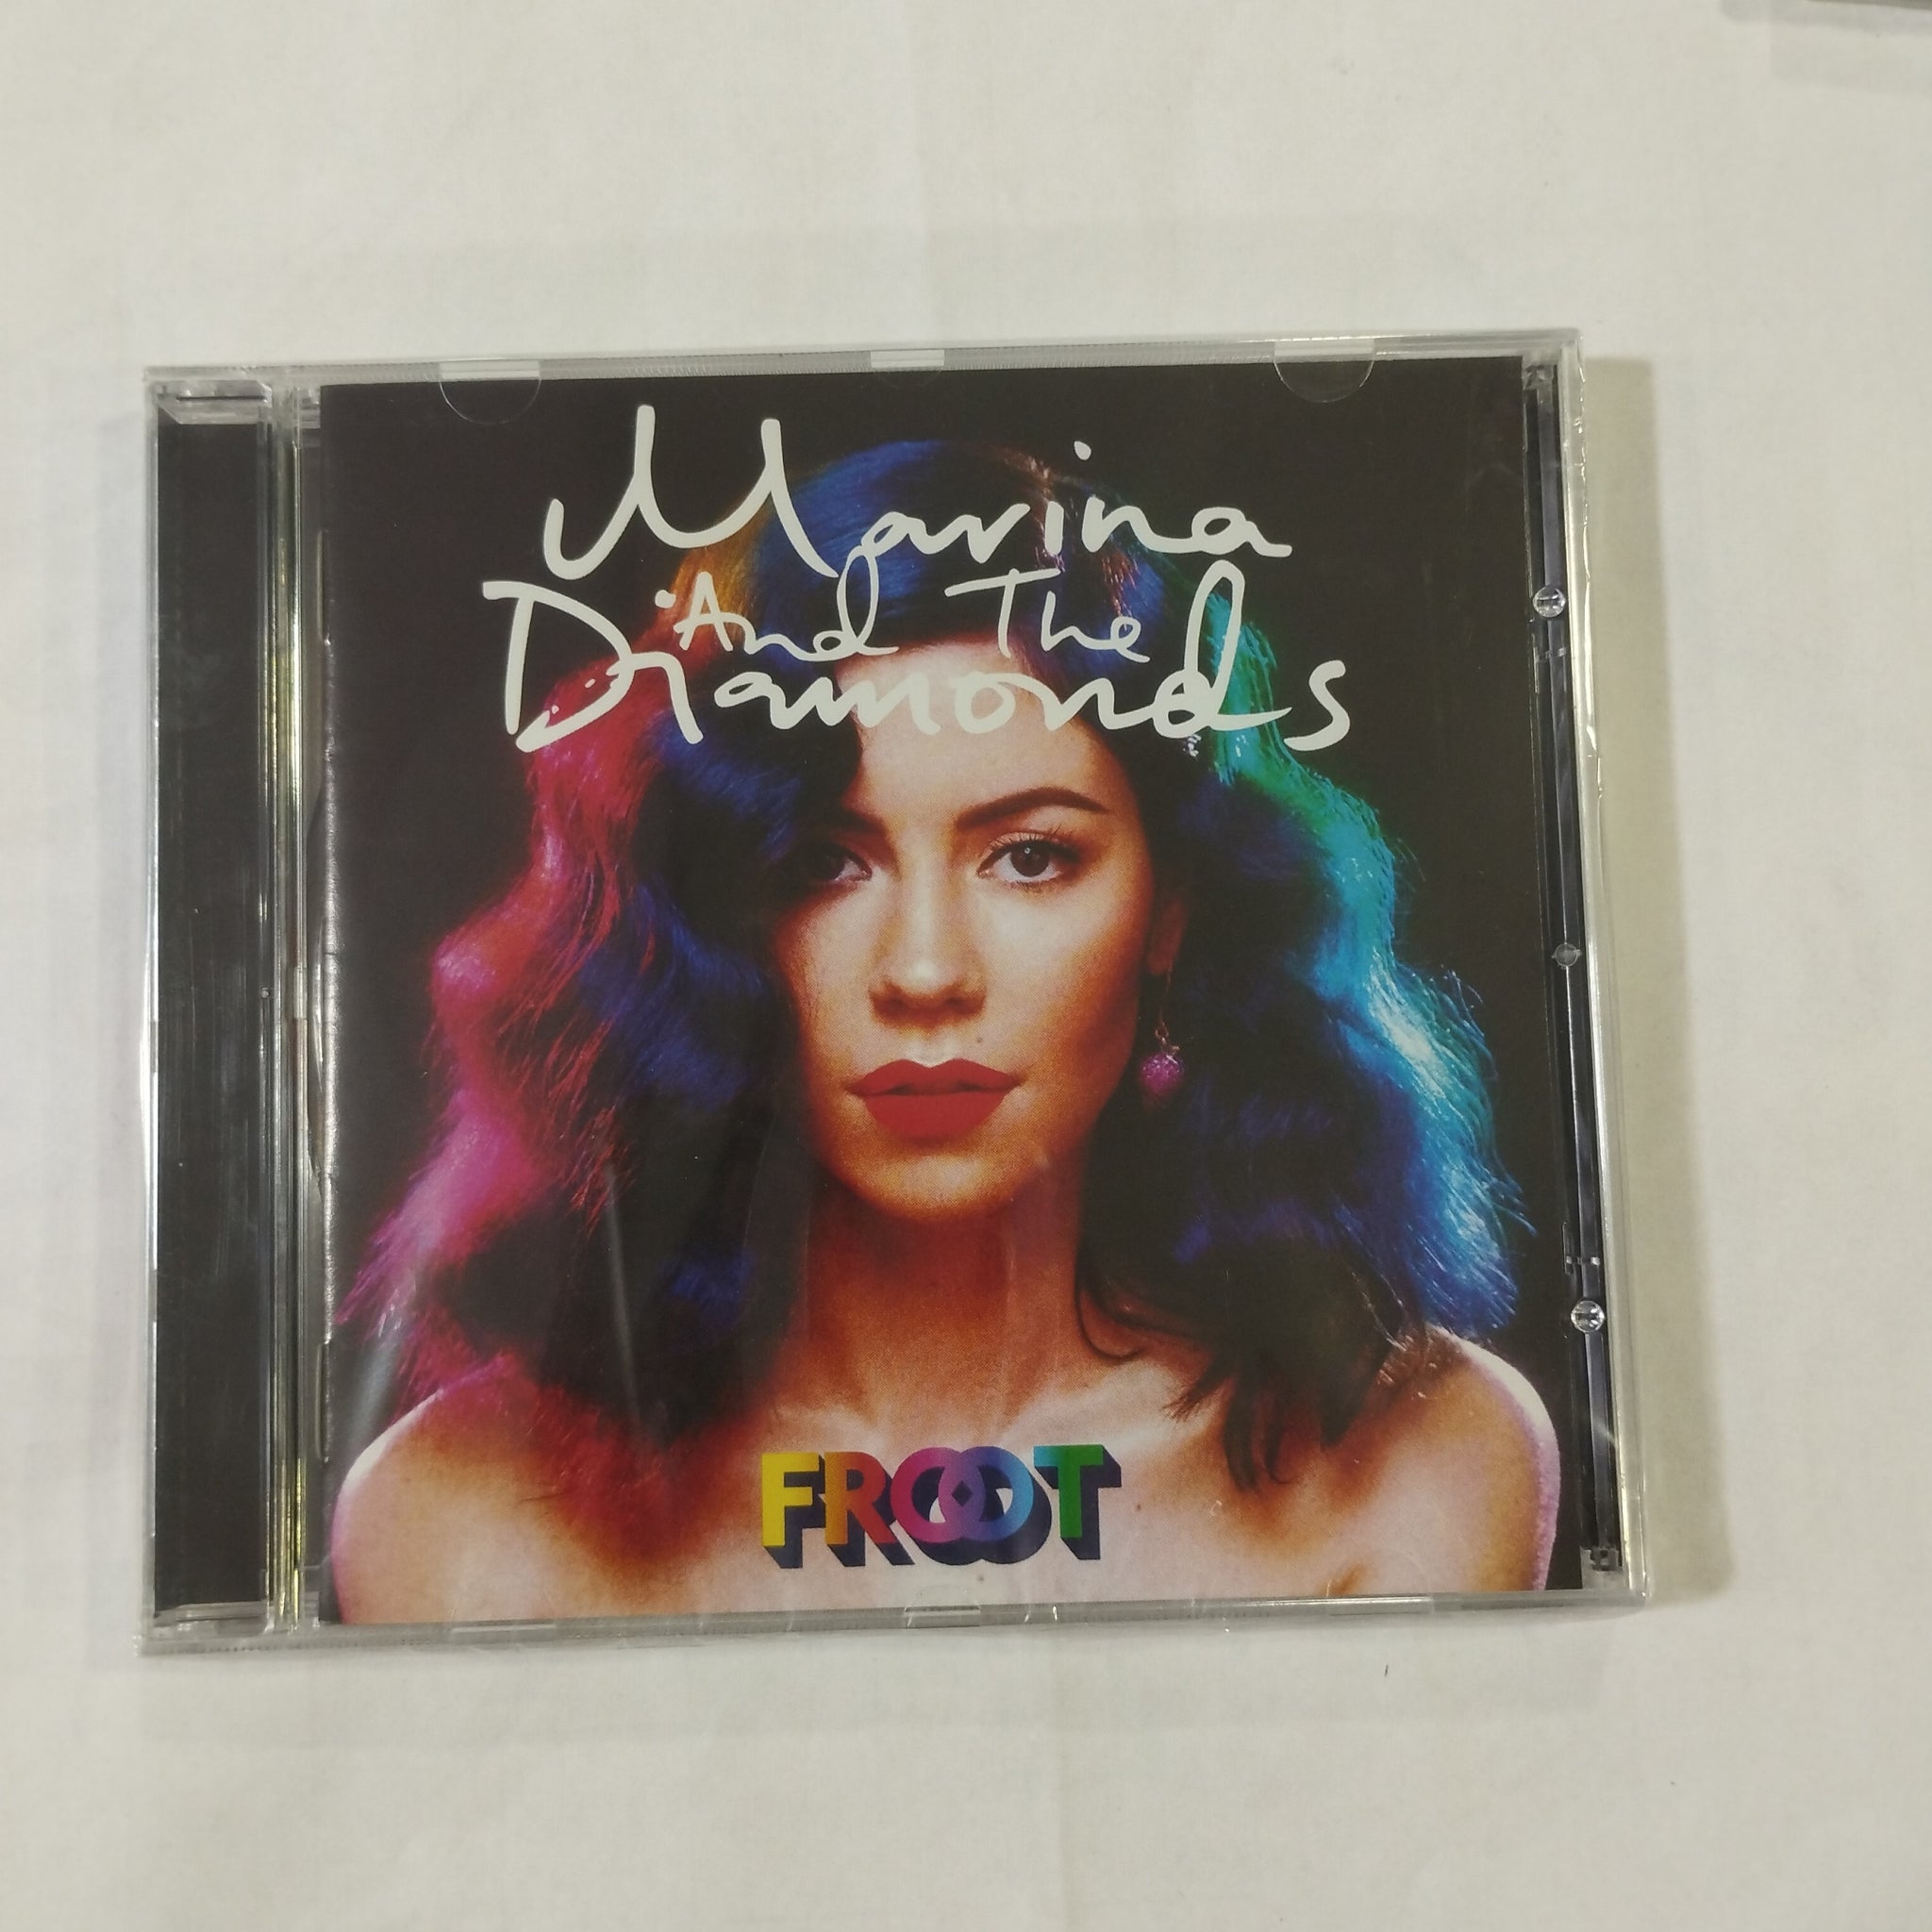 Marina
And The
Diamonds
FROOT